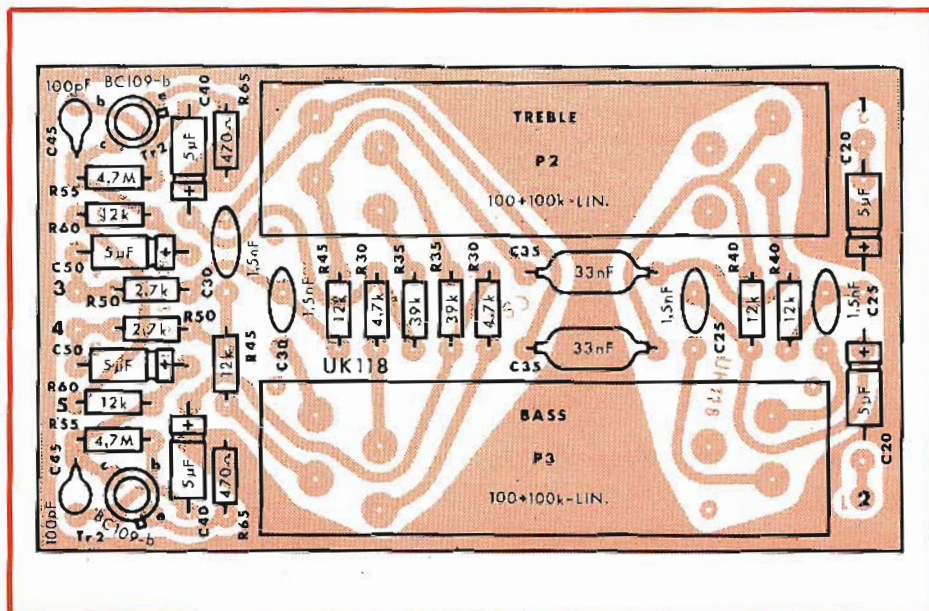 100pF
BC109-b
C40
R65
b
e
c
C45
Tr2
5µF
470Ω
TREBLE
P2
100+100k-LIN.
1
C20
5µF
R55
4.7M
R60
12k
C50
5µF
C30
1,5nF
3
R50
2.7k
4
R50
2.7k
C50
5µF
R45
12k
1,5nF
C30
R45
12k
R30
4.7k
R35
39k
R35
39k
R30
4.7k
C35
33nF
C35
33nF
1,5nF
C25
R40
12k
R40
12k
1,5nF
C25
UK118
UK118
R60
5
12k
R55
4.7M
C45
c
b
e
100pF
BC109-b
Tr2
5µF
C40
470Ω
R65
BASS
P3
100+100k-LIN.
5µF
C20
2